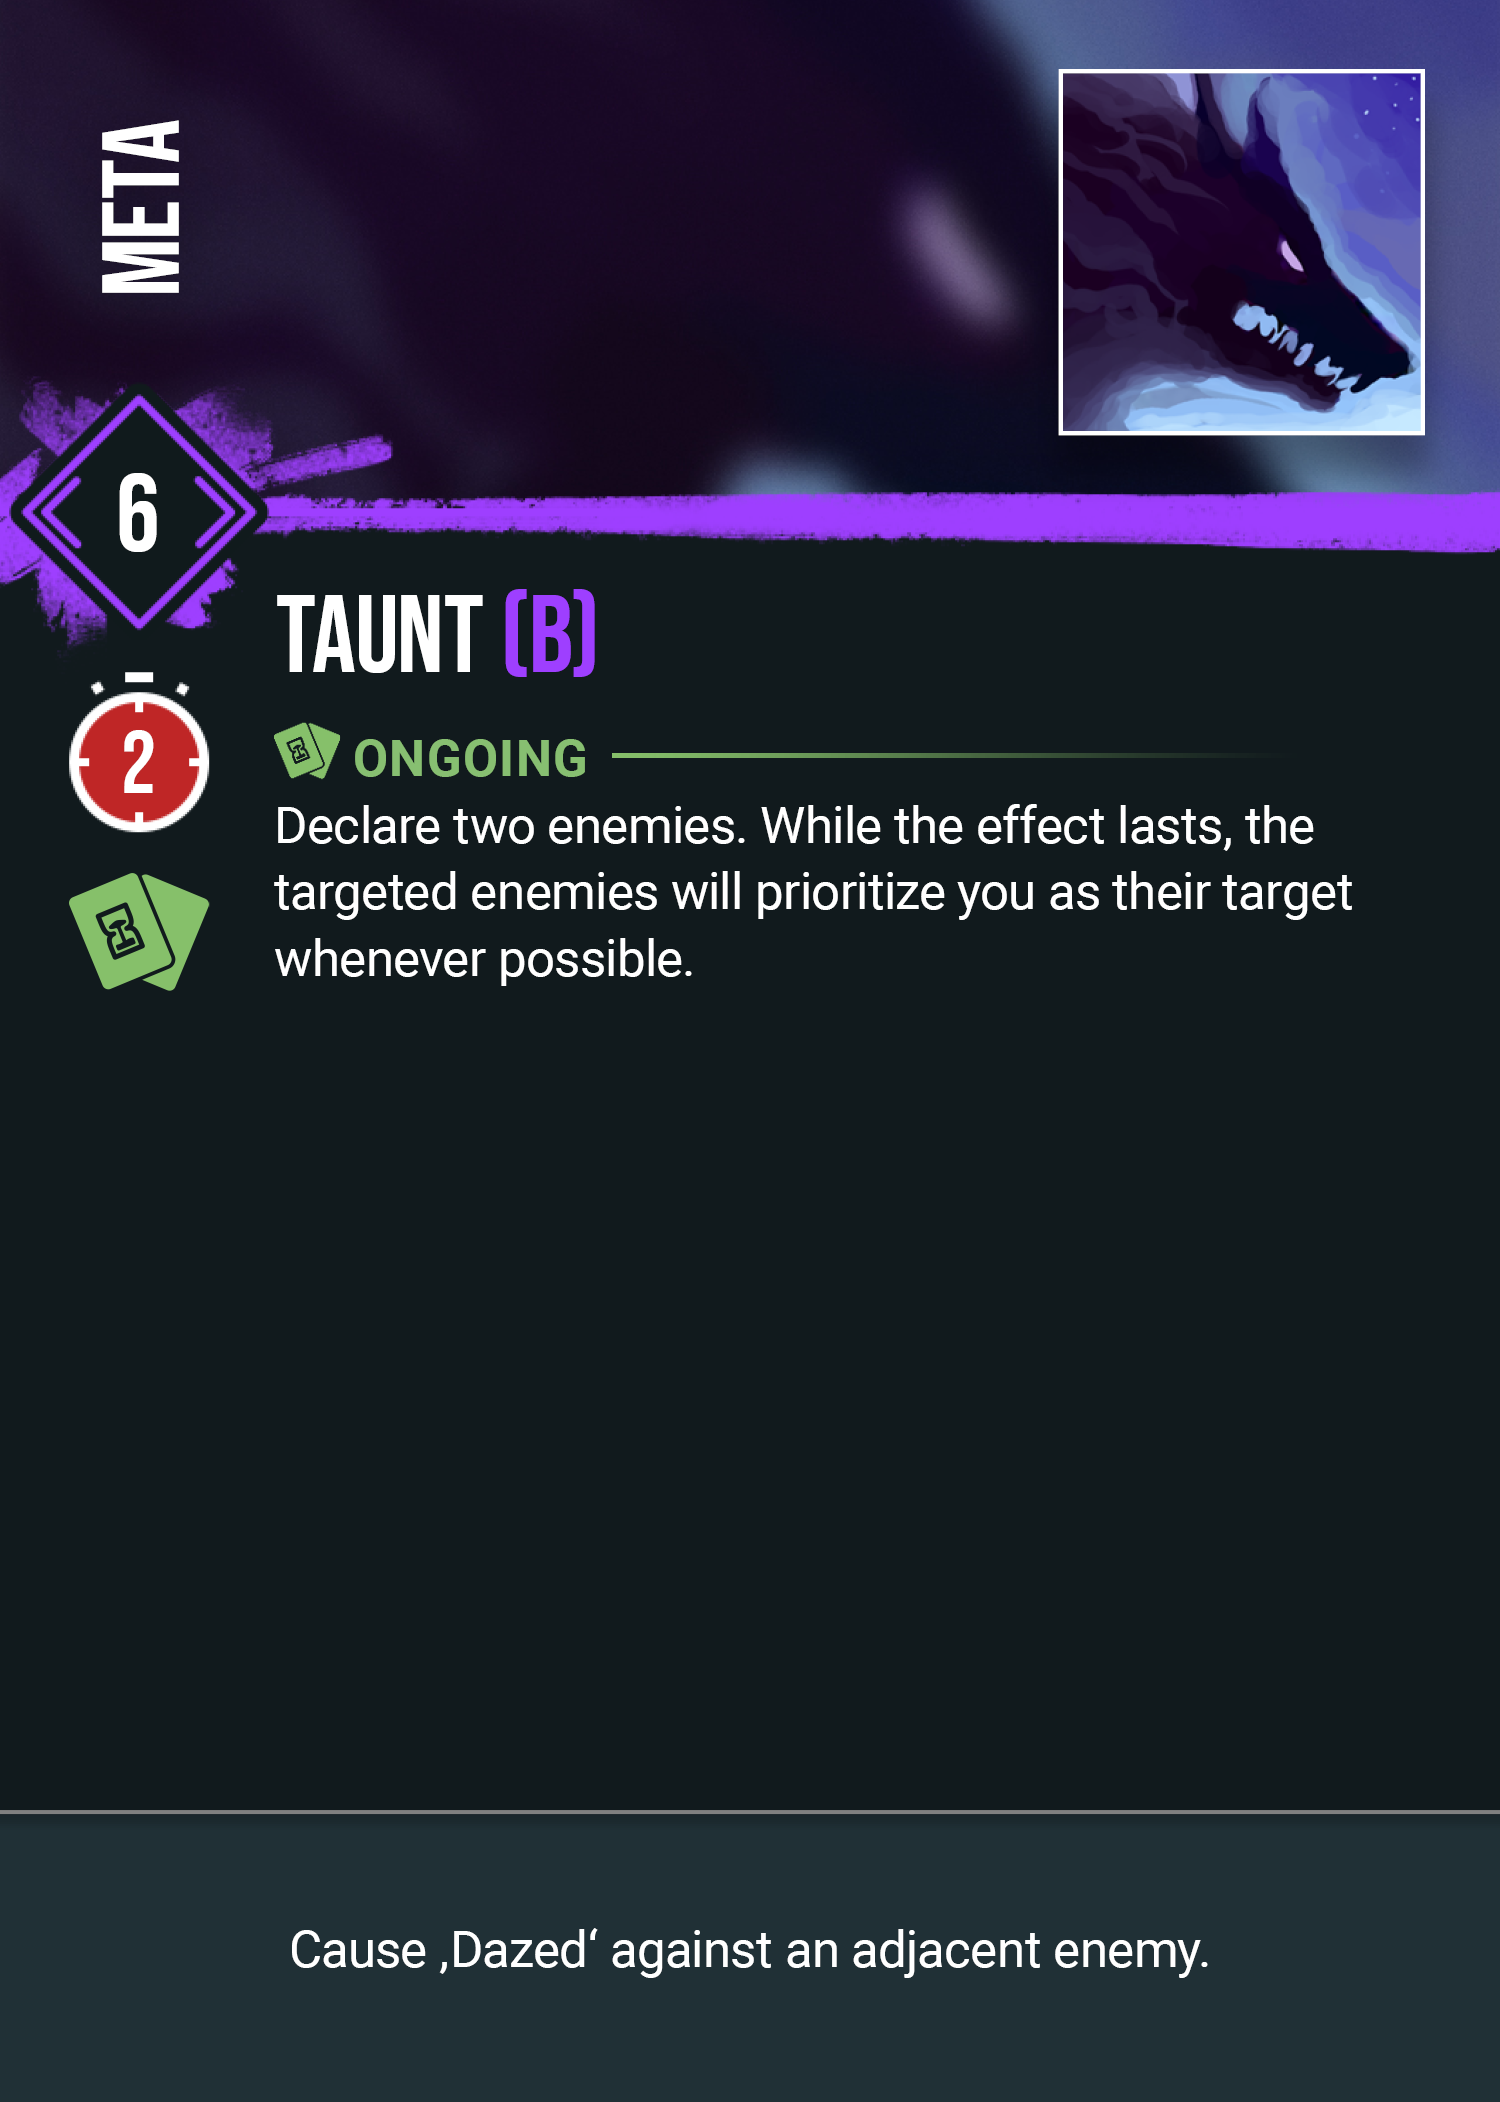 META
6
TAUNT (B)
2
ONGOING
Declare two enemies. While the effect lasts, the
targeted enemies will prioritize you as their target
whenever possible.
Cause ‚Dazed‘ against an adjacent enemy.